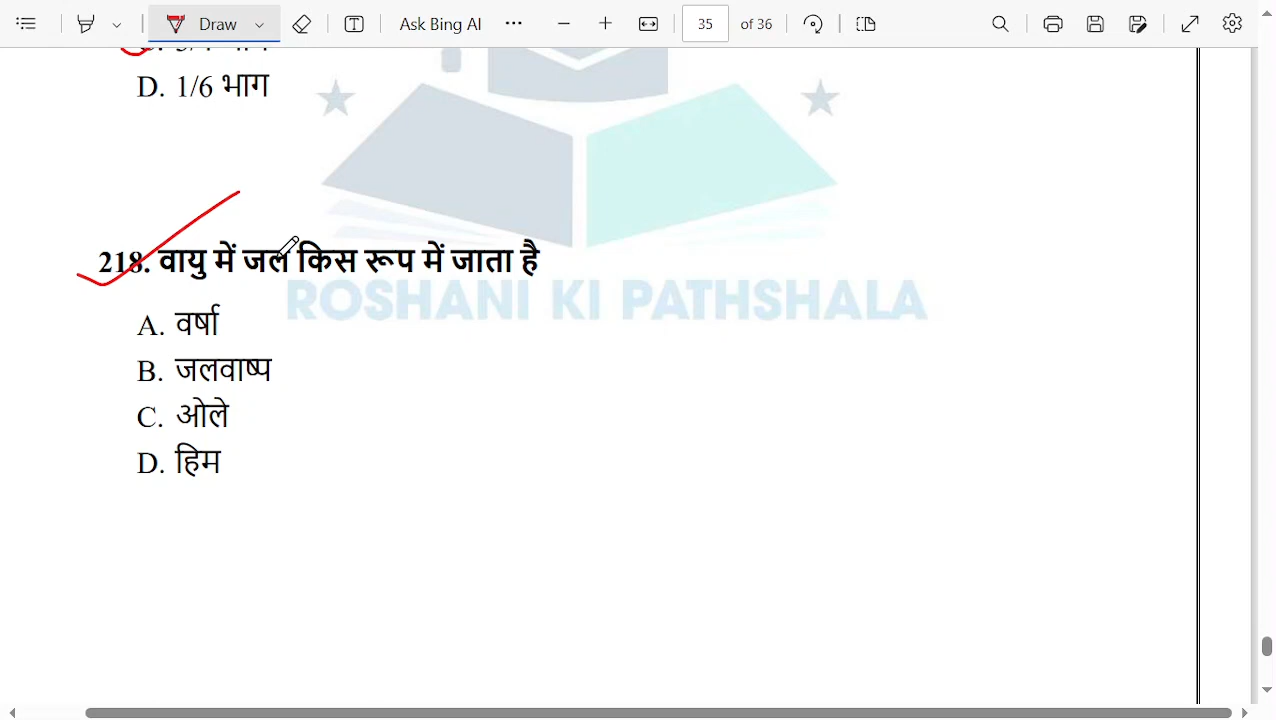 Draw
Ask Bing AI
35 of 36
D. 1/6 भाग
218. वायु में जल किस रूप में जाता है
ROSHANI KI PATHSHALA
A. वर्षा
B. जलवाष्प
C. ओले
D. हिम